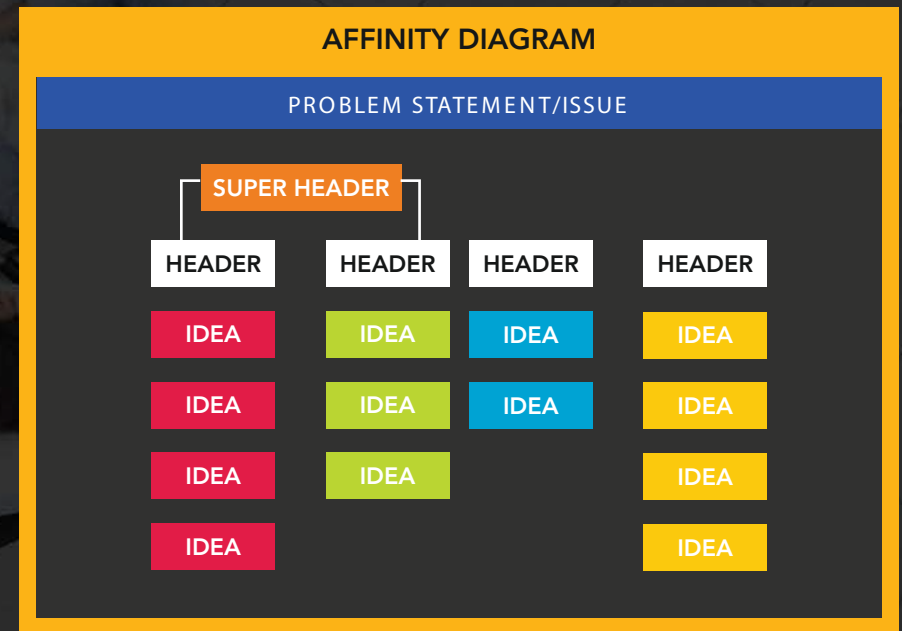 AFFINITY DIAGRAM
PROBLEM STATEMENT/ISSUE
SUPER HEADER
HEADER HEADER HEADER HEADER
IDEA IDEA IDEA IDEA
IDEA IDEA IDEA IDEA
IDEA IDEA IDEA
IDEA IDEA